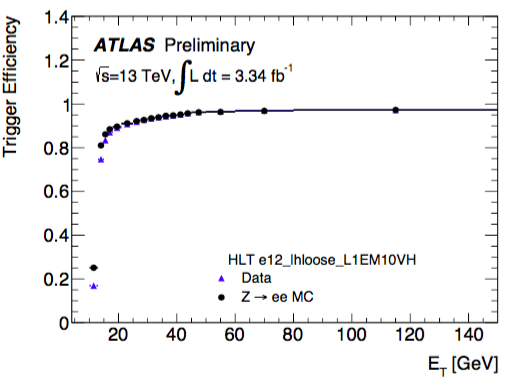 Trigger Efficiency
1.4
1.2
1
0.8
0.6
0.4
0.2
0
ATLAS Preliminary
√s=13 TeV, ∫L dt = 3.34 fb⁻¹
HLT e12_lhloose_L1EM10VH
Data
Z → ee MC
20 40 60 80 100 120 140
E_T [GeV]